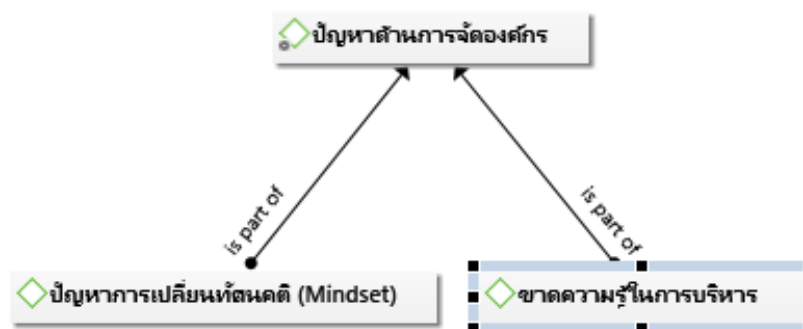 ปัญหาด้านการจัดองค์กร
is part of
is part of
ปัญหาการเปลี่ยนทัศนคติ (Mindset)
ขาดความรู้ในการบริหาร